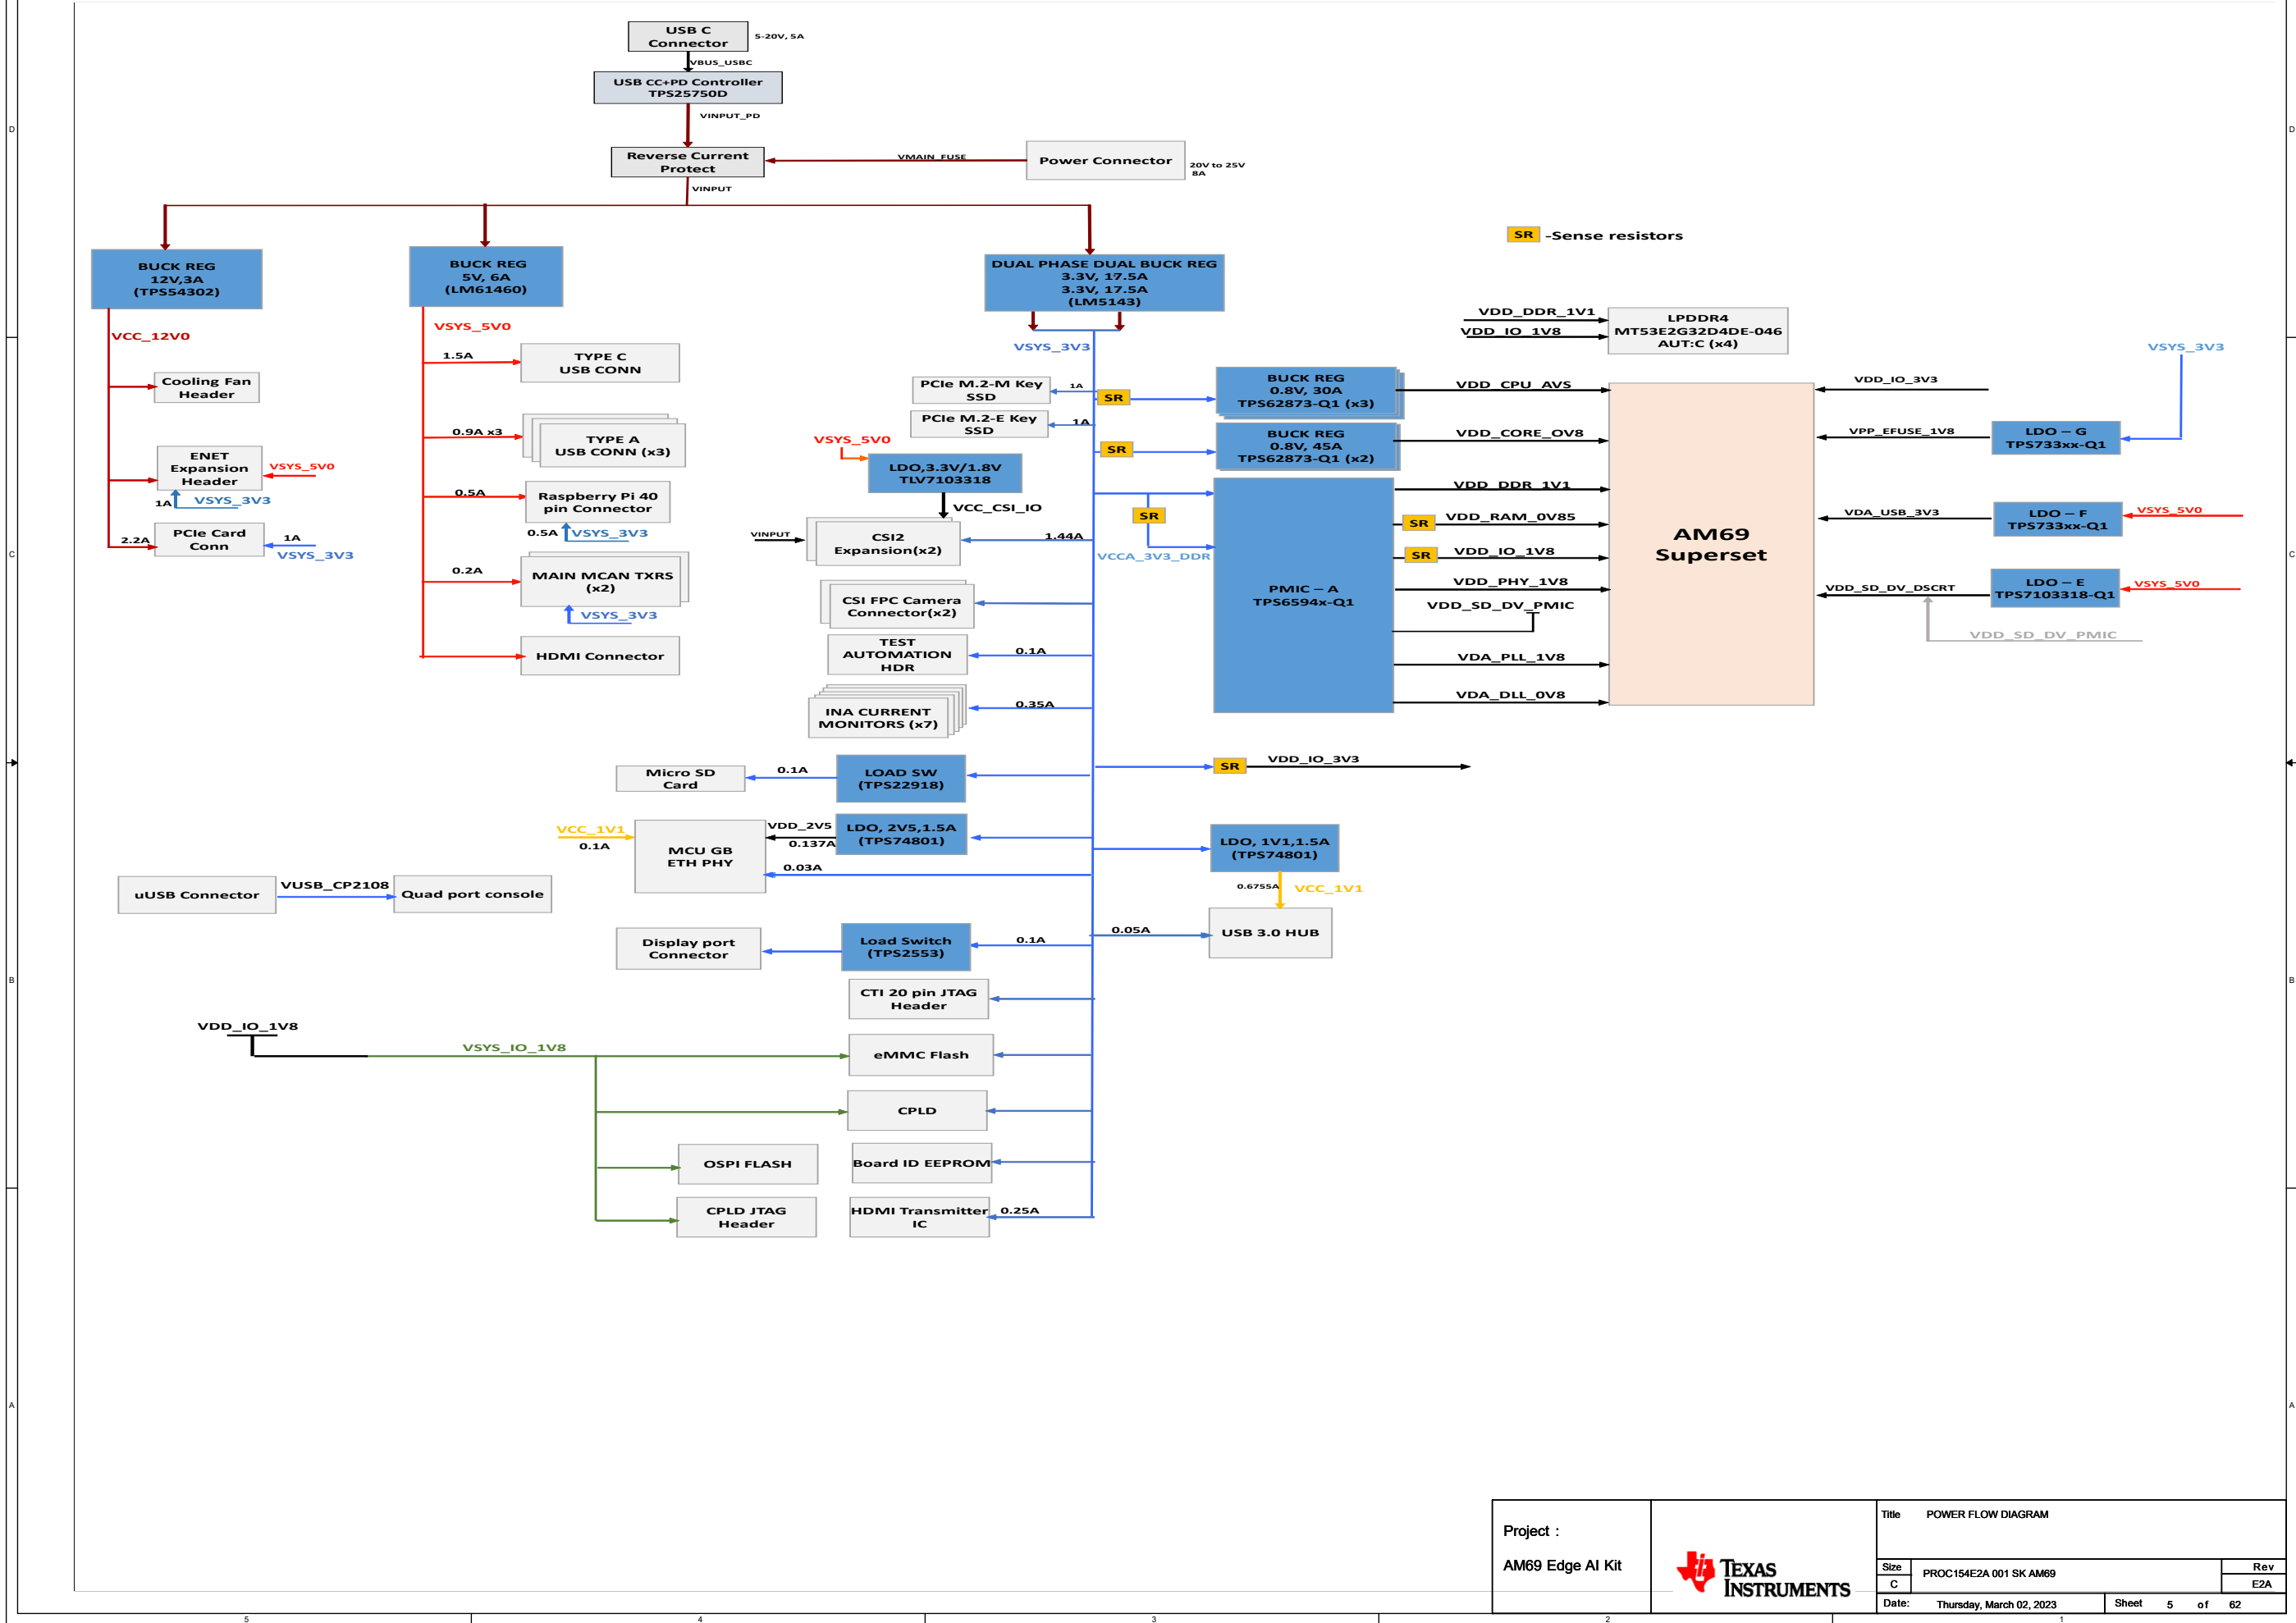 USB C
Connector
5-20V, 5A
VBUS_USBC
USB CC+PD Controller
TPS25750D
VINPUT_PD
Reverse Current
Protect
VMAIN_FUSE
Power Connector
20V to 25V
8A
VINPUT
SR -Sense resistors
BUCK REG
12V,3A
(TPS54302)
BUCK REG
5V, 6A
(LM61460)
DUAL PHASE DUAL BUCK REG
3.3V, 17.5A
3.3V, 17.5A
(LM5143)
VCC_12V0
Cooling Fan
Header
ENET
Expansion
Header
VSYS_5V0
1A
VSYS_3V3
PCIe Card
Conn
2.2A
1A
VSYS_3V3
VSYS_5V0
1.5A
TYPE C
USB CONN
0.9A x3
TYPE A
USB CONN (x3)
0.5A
Raspberry Pi 40
pin Connector
0.5A
VSYS_3V3
0.2A
MAIN MCAN TXRS
(x2)
VSYS_3V3
HDMI Connector
VSYS_3V3
PCIe M.2-M Key
SSD
1A
PCIe M.2-E Key
SSD
1A
VSYS_5V0
LDO,3.3V/1.8V
TLV7103318
VCC_CSI_IO
VINPUT
CSI2
Expansion(x2)
1.44A
CSI FPC Camera
Connector(x2)
TEST
AUTOMATION
HDR
0.1A
INA CURRENT
MONITORS (x7)
0.35A
Micro SD
Card
0.1A
LOAD SW
(TPS22918)
VCC_1V1
0.1A
MCU GB
ETH PHY
VDD_2V5
0.137A
LDO, 2V5,1.5A
(TPS74801)
0.03A
uUSB Connector
VUSB_CP2108
Quad port console
Display port
Connector
Load Switch
(TPS2553)
0.1A
CTI 20 pin JTAG
Header
VDD_IO_1V8
VSYS_IO_1V8
eMMC Flash
CPLD
OSPI FLASH
Board ID EEPROM
CPLD JTAG
Header
HDMI Transmitter
IC
0.25A
SR
BUCK REG
0.8V, 30A
TPS62873-Q1 (x3)
VDD_CPU_AVS
SR
BUCK REG
0.8V, 45A
TPS62873-Q1 (x2)
VDD_CORE_OV8
SR
VCCA_3V3_DDR
PMIC – A
TPS6594x-Q1
VDD_DDR_1V1
SR
VDD_RAM_0V85
SR
VDD_IO_1V8
VDD_PHY_1V8
VDD_SD_DV_PMIC
VDA_PLL_1V8
VDA_DLL_0V8
SR
VDD_IO_3V3
LDO, 1V1,1.5A
(TPS74801)
0.6755A
VCC_1V1
0.05A
USB 3.0 HUB
VDD_DDR_1V1
VDD_IO_1V8
LPDDR4
MT53E2G32D4DE-046
AUT:C (x4)
AM69
Superset
VSYS_3V3
VDD_IO_3V3
VPP_EFUSE_1V8
LDO – G
TPS733xx-Q1
VDA_USB_3V3
LDO – F
TPS733xx-Q1
VSYS_5V0
VDD_SD_DV_DSCRT
LDO – E
TPS7103318-Q1
VSYS_5V0
VDD_SD_DV_PMIC
D
C
B
A
D
C
B
A
Project :
AM69 Edge AI Kit
TEXAS
INSTRUMENTS
Title POWER FLOW DIAGRAM
Size
C
PROC154E2A 001 SK AM69
Rev
E2A
Date: Thursday, March 02, 2023 Sheet 5 of 62
5 4 3 2 1